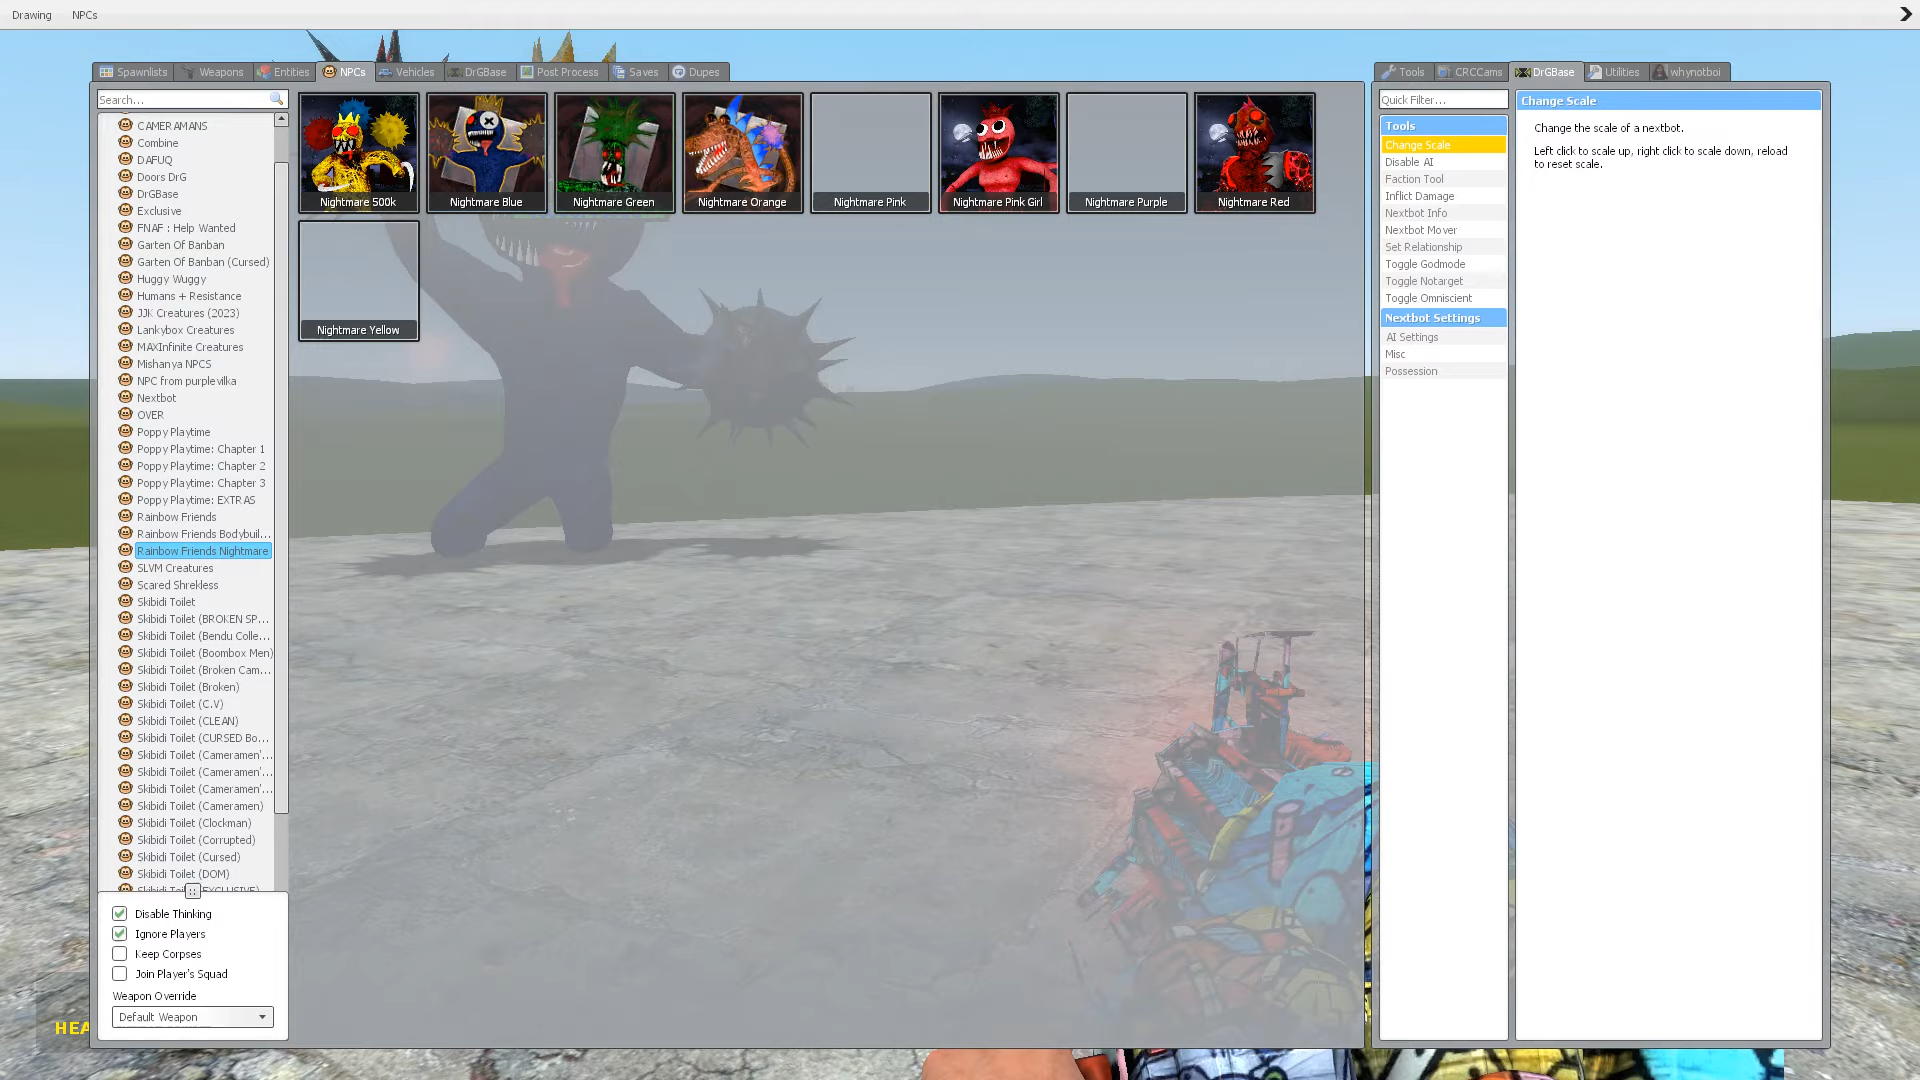 Drawing NPCs
Spawnlists Weapons Entities NPCs Vehicles DrGBase Post Process Saves Dupes
Search...
CAMERAMANS
Combine
DAFUQ
Doors DrG
DrGBase
Exclusive
FNAF : Help Wanted
Garten Of Banban
Garten Of Banban (Cursed)
Huggy Wuggy
Humans + Resistance
JJK Creatures (2023)
Lankybox Creatures
MAXInfinite Creatures
Mishanya NPCS
NPC from purplevilka
Nextbot
OVER
Poppy Playtime
Poppy Playtime: Chapter 1
Poppy Playtime: Chapter 2
Poppy Playtime: Chapter 3
Poppy Playtime: EXTRAS
Rainbow Friends
Rainbow Friends Bodybuil...
Rainbow Friends Nightmare
SLVM Creatures
Scared Shrekless
Skibidi Toilet
Skibidi Toilet (BROKEN SP...
Skibidi Toilet (Bendu Colle...
Skibidi Toilet (Boombox Men)
Skibidi Toilet (Broken Cam...
Skibidi Toilet (Broken)
Skibidi Toilet (C.V)
Skibidi Toilet (CLEAN)
Skibidi Toilet (CURSED Bo...
Skibidi Toilet (Cameramen'...
Skibidi Toilet (Cameramen'...
Skibidi Toilet (Cameramen'...
Skibidi Toilet (Cameramen)
Skibidi Toilet (Clockman)
Skibidi Toilet (Corrupted)
Skibidi Toilet (Cursed)
Skibidi Toilet (DOM)
Disable Thinking
Ignore Players
Keep Corpses
Join Player's Squad
Weapon Override
Default Weapon
HEA
Nightmare 500k Nightmare Blue Nightmare Green Nightmare Orange Nightmare Pink Nightmare Pink Girl Nightmare Purple Nightmare Red
Nightmare Yellow
Tools CRCCams DrGBase Utilities whynotboi
Quick Filter...
Tools
Change Scale
Disable AI
Faction Tool
Inflict Damage
Nextbot Info
Nextbot Mover
Set Relationship
Toggle Godmode
Toggle Notarget
Toggle Omniscient
Nextbot Settings
AI Settings
Misc
Possession
Change Scale
Change the scale of a nextbot.
Left click to scale up, right click to scale down, reload
to reset scale.